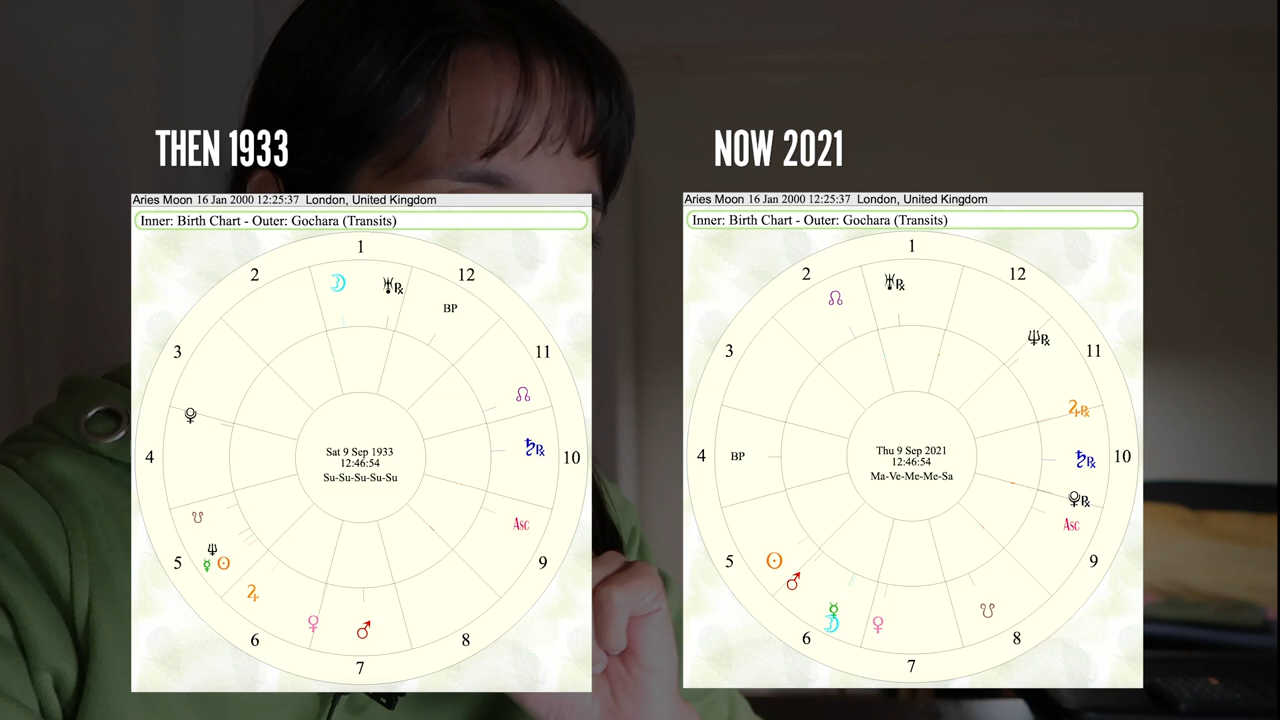 THEN 1933
NOW 2021
Aries Moon 16 Jan 2000 12:25:37 London, United Kingdom
Inner: Birth Chart - Outer: Gochara (Transits)
1
2
12
BP
3
11
4
10
Sat 9 Sep 1933
12:46:54
Su-Su-Su-Su-Su
Asc
5
9
6
8
7
Aries Moon 16 Jan 2000 12:25:37 London, United Kingdom
Inner: Birth Chart - Outer: Gochara (Transits)
1
2
12
3
11
4
BP
10
Thu 9 Sep 2021
12:46:54
Ma-Ve-Me-Me-Sa
Asc
5
9
6
8
7